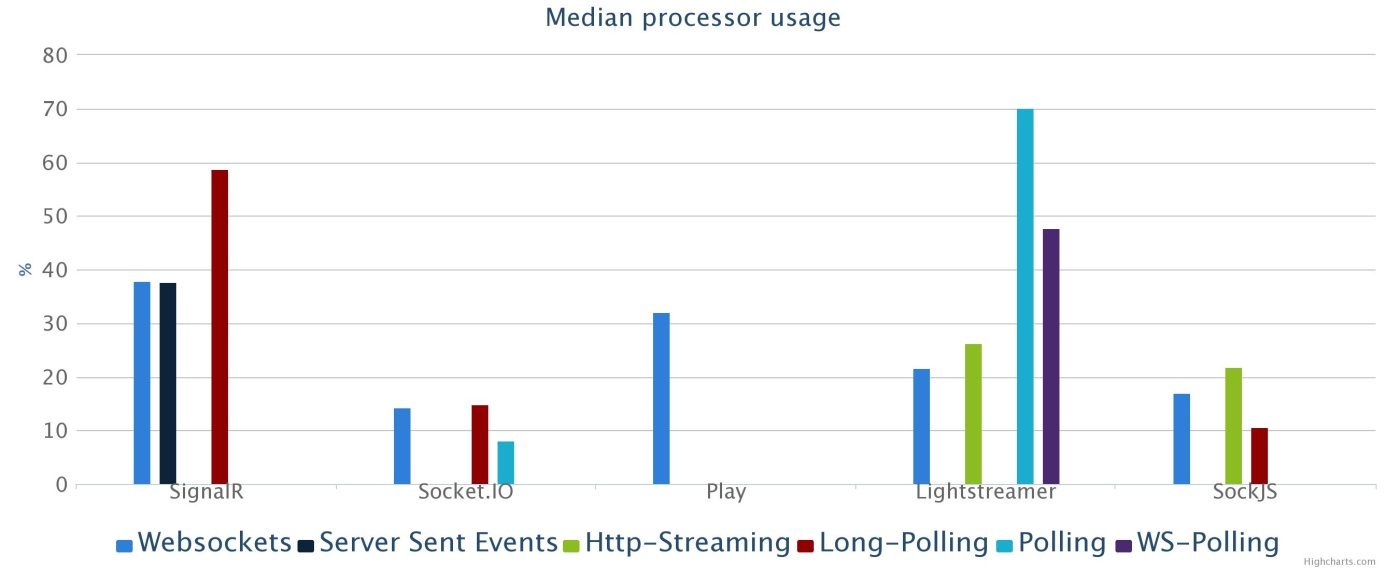 Median processor usage
80
70
60
50
% 40
30
20
10
0
SignalR Socket.IO Play Lightstreamer SockJS
Websockets Server Sent Events Http-Streaming Long-Polling Polling WS-Polling
Highcharts.com